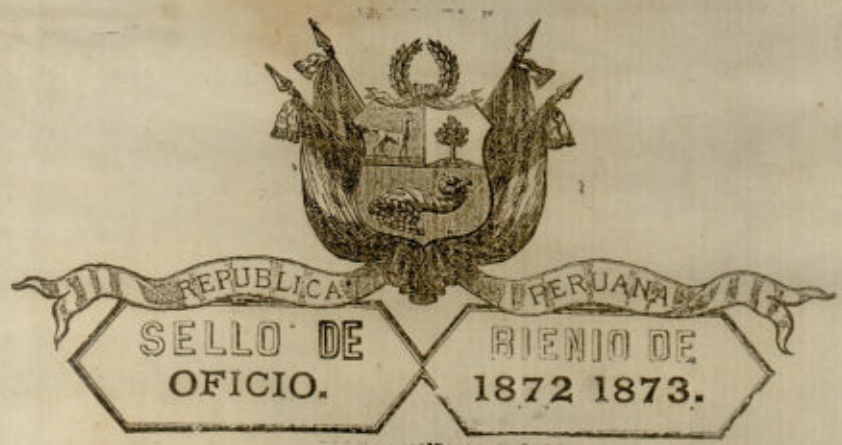 REPUBLICA PERUANA
SELLO DE
OFICIO.
BIENIO DE
1872 1873.